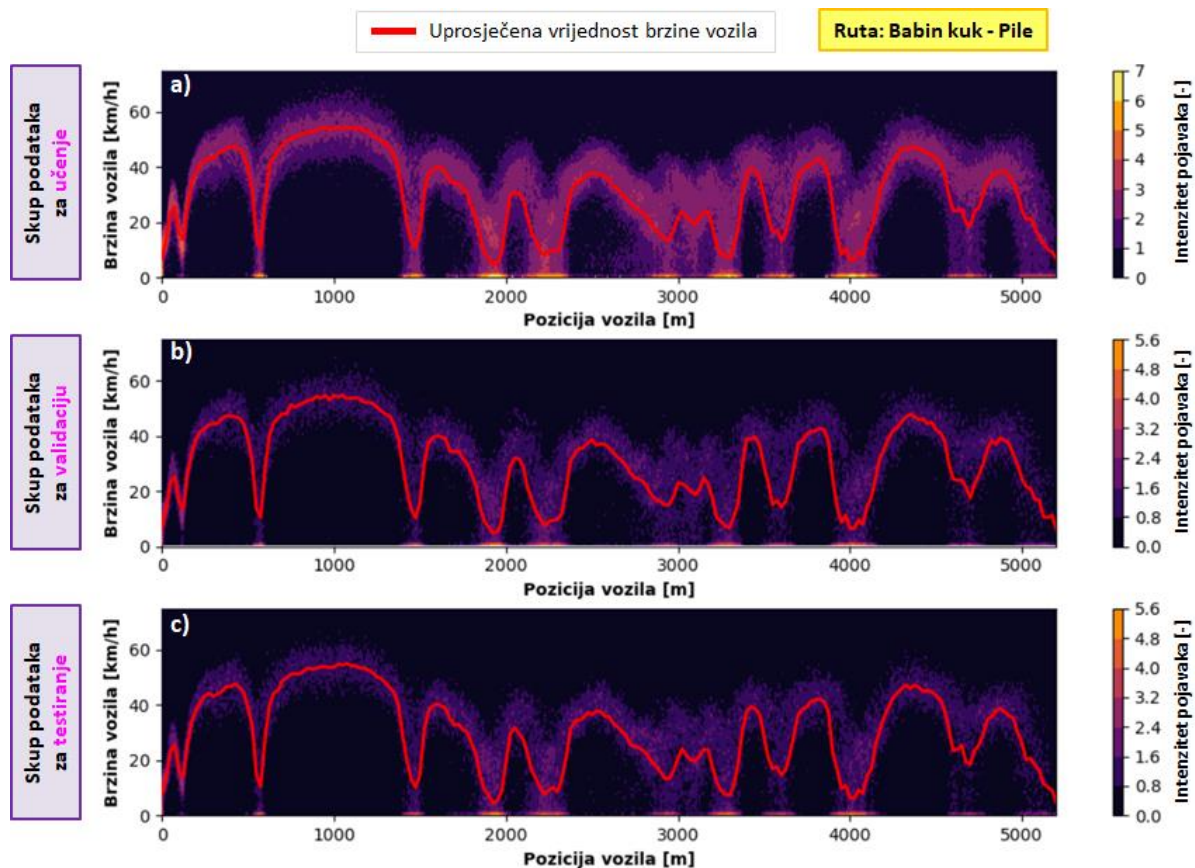 Uprosječena vrijednost brzine vozila
Ruta: Babin kuk - Pile
Skup podataka
za učenje
a)
Brzina vozila [km/h]
60
40
20
0
0
1000
2000
3000
4000
5000
Pozicija vozila [m]
7
6
5
4
3
2
1
0
Intenzitet pojavaka [-]
Skup podataka
za validaciju
b)
Brzina vozila [km/h]
60
40
20
0
0
1000
2000
3000
4000
5000
Pozicija vozila [m]
5.6
4.8
4.0
3.2
2.4
1.6
0.8
0.0
Intenzitet pojavaka [-]
Skup podataka
za testiranje
c)
Brzina vozila [km/h]
60
40
20
0
0
1000
2000
3000
4000
5000
Pozicija vozila [m]
5.6
4.8
4.0
3.2
2.4
1.6
0.8
0.0
Intenzitet pojavaka [-]